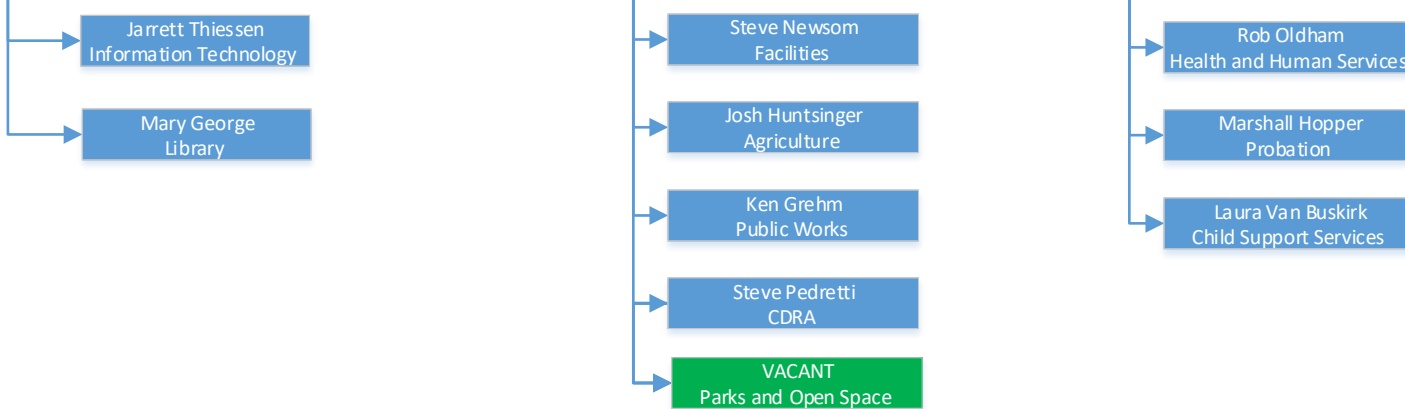 Jarrett Thiessen
Information Technology
Mary George
Library
Steve Newsom
Facilities
Josh Huntsinger
Agriculture
Ken Grehm
Public Works
Steve Pedretti
CDRA
VACANT
Parks and Open Space
Rob Oldham
Health and Human Services
Marshall Hopper
Probation
Laura Van Buskirk
Child Support Services